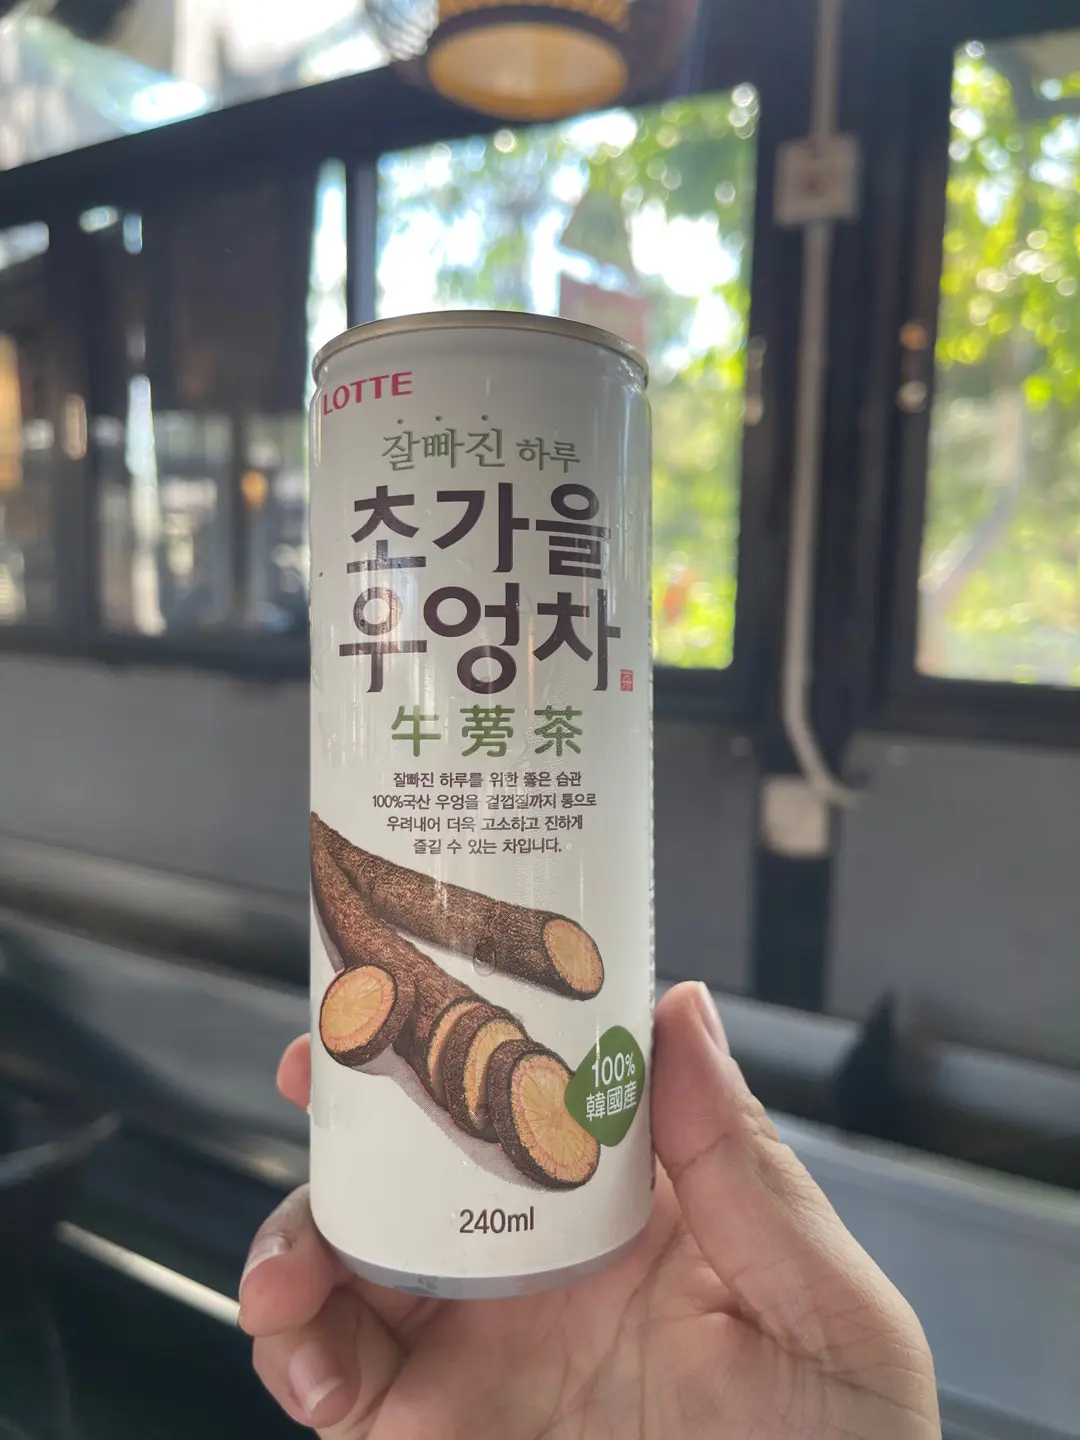 LOTTE
잘빠진 하루
초가을
우엉차
牛蒡茶
잘빠진 하루를 위한 좋은 습관
100%국산 우엉을 겉껍질까지 통으로
우려내어 더욱 고소하고 진하게
즐길 수 있는 차입니다.
100%
韓國産
240ml